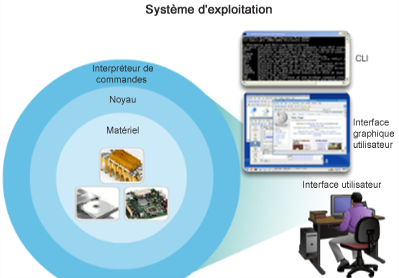 Système d'exploitation
Interpréteur de
commandes
Noyau
Matériel
CLI
Interface
graphique
utilisateur
Interface utilisateur